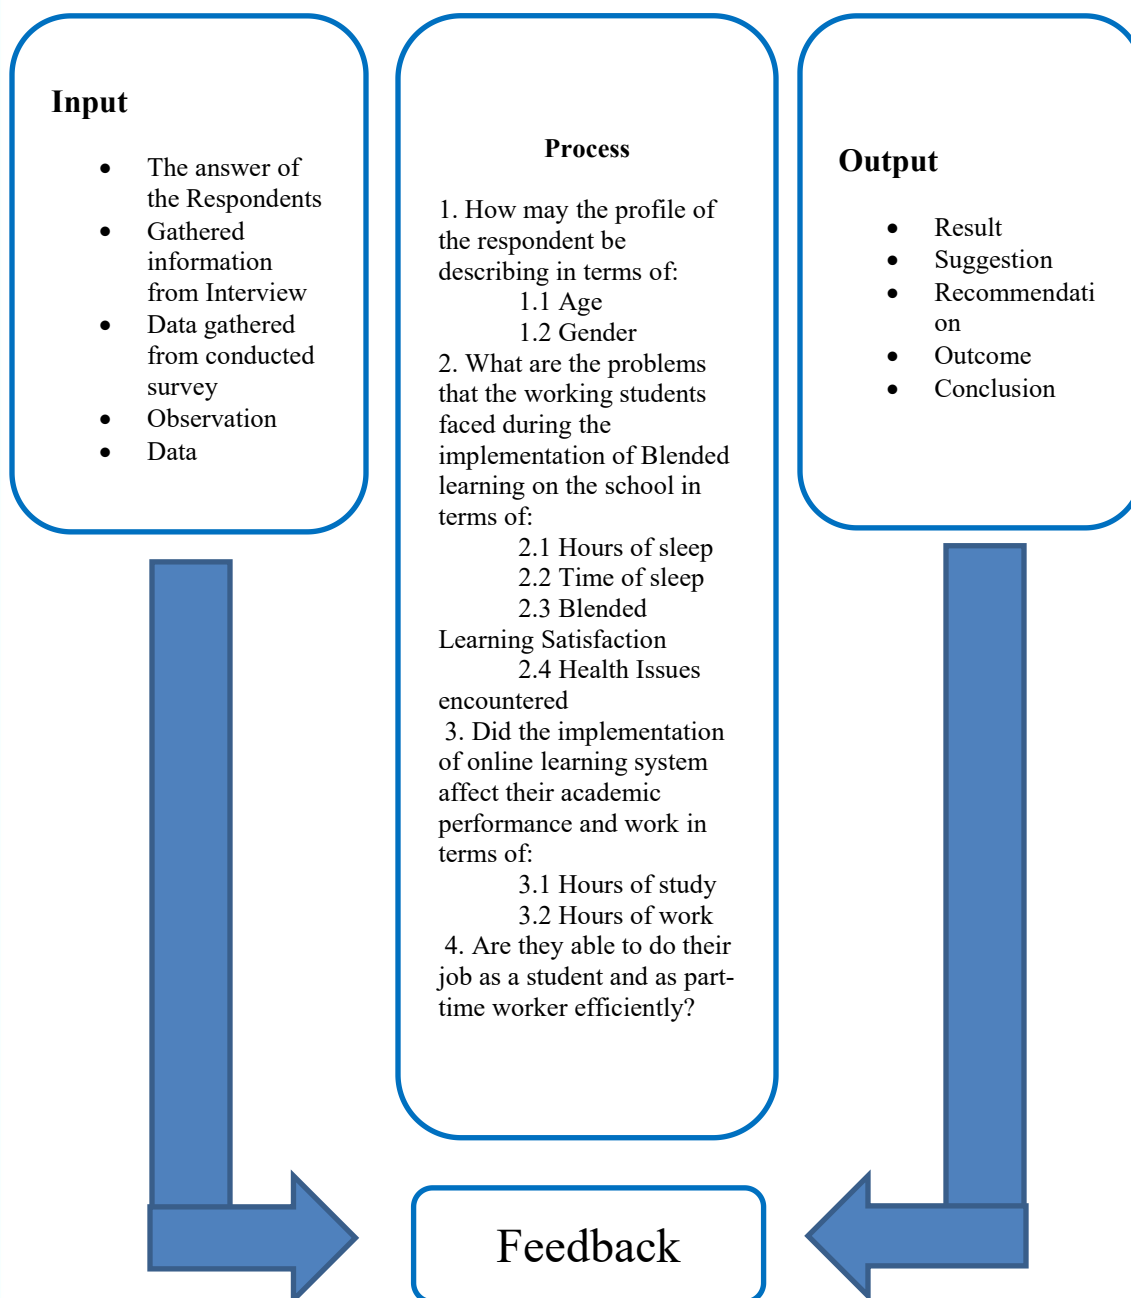 Input
• The answer of
the Respondents
• Gathered
information
from Interview
• Data gathered
from conducted
survey
• Observation
• Data
Process
1. How may the profile of
the respondent be
describing in terms of:
1.1 Age
1.2 Gender
2. What are the problems
that the working students
faced during the
implementation of Blended
learning on the school in
terms of:
2.1 Hours of sleep
2.2 Time of sleep
2.3 Blended
Learning Satisfaction
2.4 Health Issues
encountered
3. Did the implementation
of online learning system
affect their academic
performance and work in
terms of:
3.1 Hours of study
3.2 Hours of work
4. Are they able to do their
job as a student and as part-
time worker efficiently?
Output
• Result
• Suggestion
• Recommendati
on
• Outcome
• Conclusion
Feedback